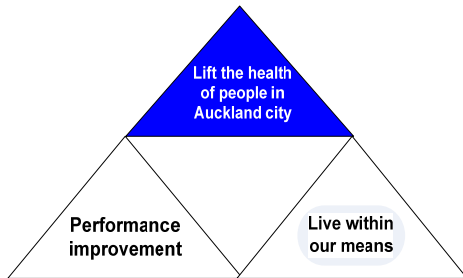 Lift the health
of people in
Auckland city
Performance
improvement
Live within
our means